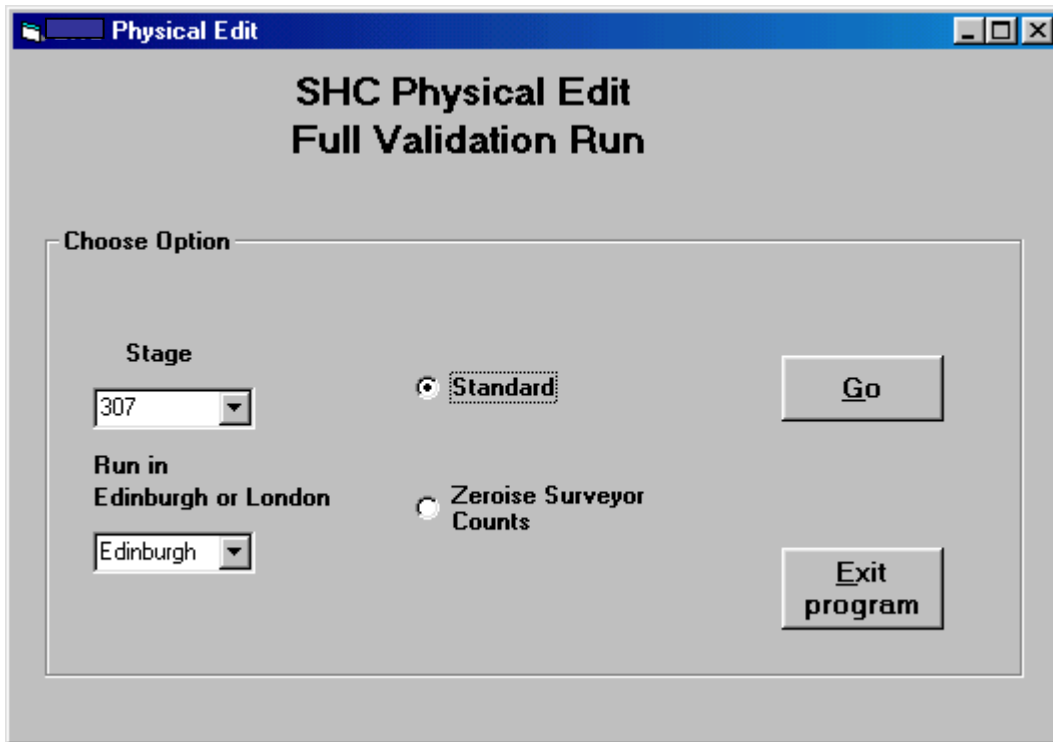 Physical Edit
SHC Physical Edit
Full Validation Run
Choose Option
Stage
307
Run in
Edinburgh or London
Edinburgh
Standard
Zeroise Surveyor
Counts
Go
Exit
program